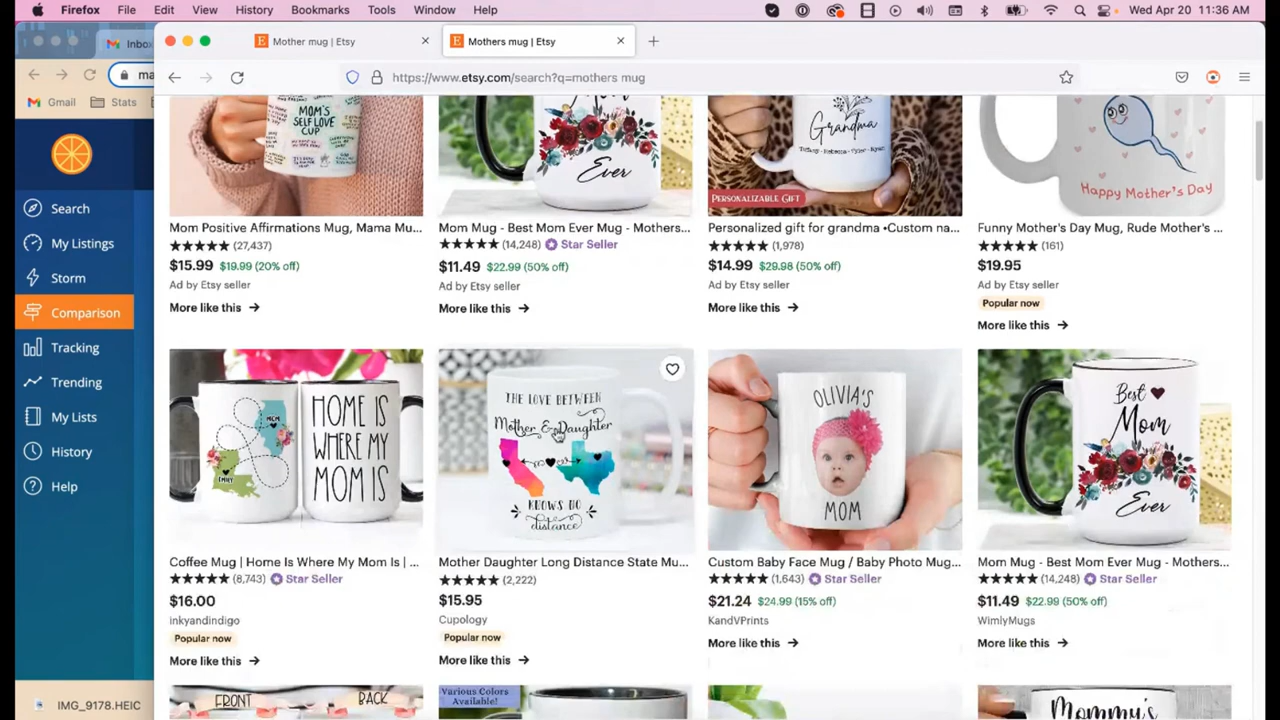 Firefox File Edit View History Bookmarks Tools Window Help
Wed Apr 20 11:36 AM
Inbox
Mother mug | Etsy
Mothers mug | Etsy
ma
https://www.etsy.com/search?q=mothers mug
Gmail
Stats
Search
My Listings
Storm
Comparison
Tracking
Trending
My Lists
History
Help
IMG_9178.HEIC
MOM'S
SELF LOVE
CUP
Ever
Grandma
Tiffany • Rebecca • Tyler • Ryan
PERSONALIZABLE GIFT
Happy Mother's Day
Mom Positive Affirmations Mug, Mama Mu...
(27,437)
$15.99 $19.99 (20% off)
Ad by Etsy seller
More like this →
Mom Mug - Best Mom Ever Mug - Mothers...
(14,248) Star Seller
$11.49 $22.99 (50% off)
Ad by Etsy seller
More like this →
Personalized gift for grandma •Custom na...
(1,978)
$14.99 $29.98 (50% off)
Ad by Etsy seller
More like this →
Funny Mother's Day Mug, Rude Mother's ...
(161)
$19.95
Ad by Etsy seller
Popular now
More like this →
MOM
EMILY
HOME IS
WHERE MY
MOM IS
THE LOVE BETWEEN
Mother & Daughter
KNOWS NO
distance
OLIVIA'S
MOM
Best
Mom
Ever
Coffee Mug | Home Is Where My Mom Is | ...
(8,743) Star Seller
$16.00
inkyandindigo
Popular now
More like this →
Mother Daughter Long Distance State Mu...
(2,222)
$15.95
Cupology
Popular now
More like this →
Custom Baby Face Mug / Baby Photo Mug...
(1,643) Star Seller
$21.24 $24.99 (15% off)
KandVPrints
More like this →
Mom Mug - Best Mom Ever Mug - Mothers...
(14,248) Star Seller
$11.49 $22.99 (50% off)
WimlyMugs
More like this →
FRONT
BACK
Various Colors
Available!
Mommy's